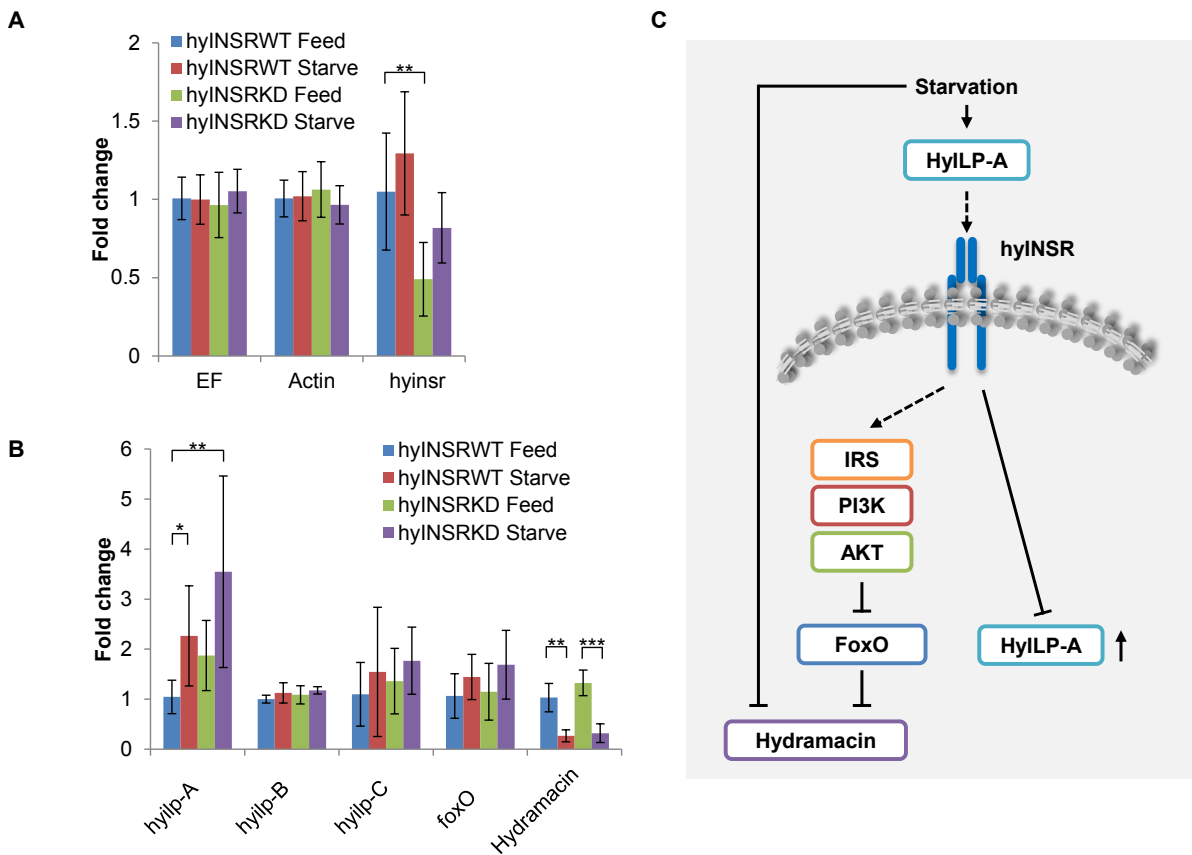 A
hyINSRWT Feed
hyINSRWT Starve
hyINSRKD Feed
hyINSRKD Starve
Fold change
2
1.5
1
0.5
0
**
EF
Actin
hyinsr
B
hyINSRWT Feed
hyINSRWT Starve
hyINSRKD Feed
hyINSRKD Starve
Fold change
6
5
4
3
2
1
0
**
*
**
***
hyilp-A
hyilp-B
hyilp-C
foxO
Hydramacin
C
Starvation
HyILP-A
hyINSR
IRS
PI3K
AKT
FoxO
HyILP-A
Hydramacin